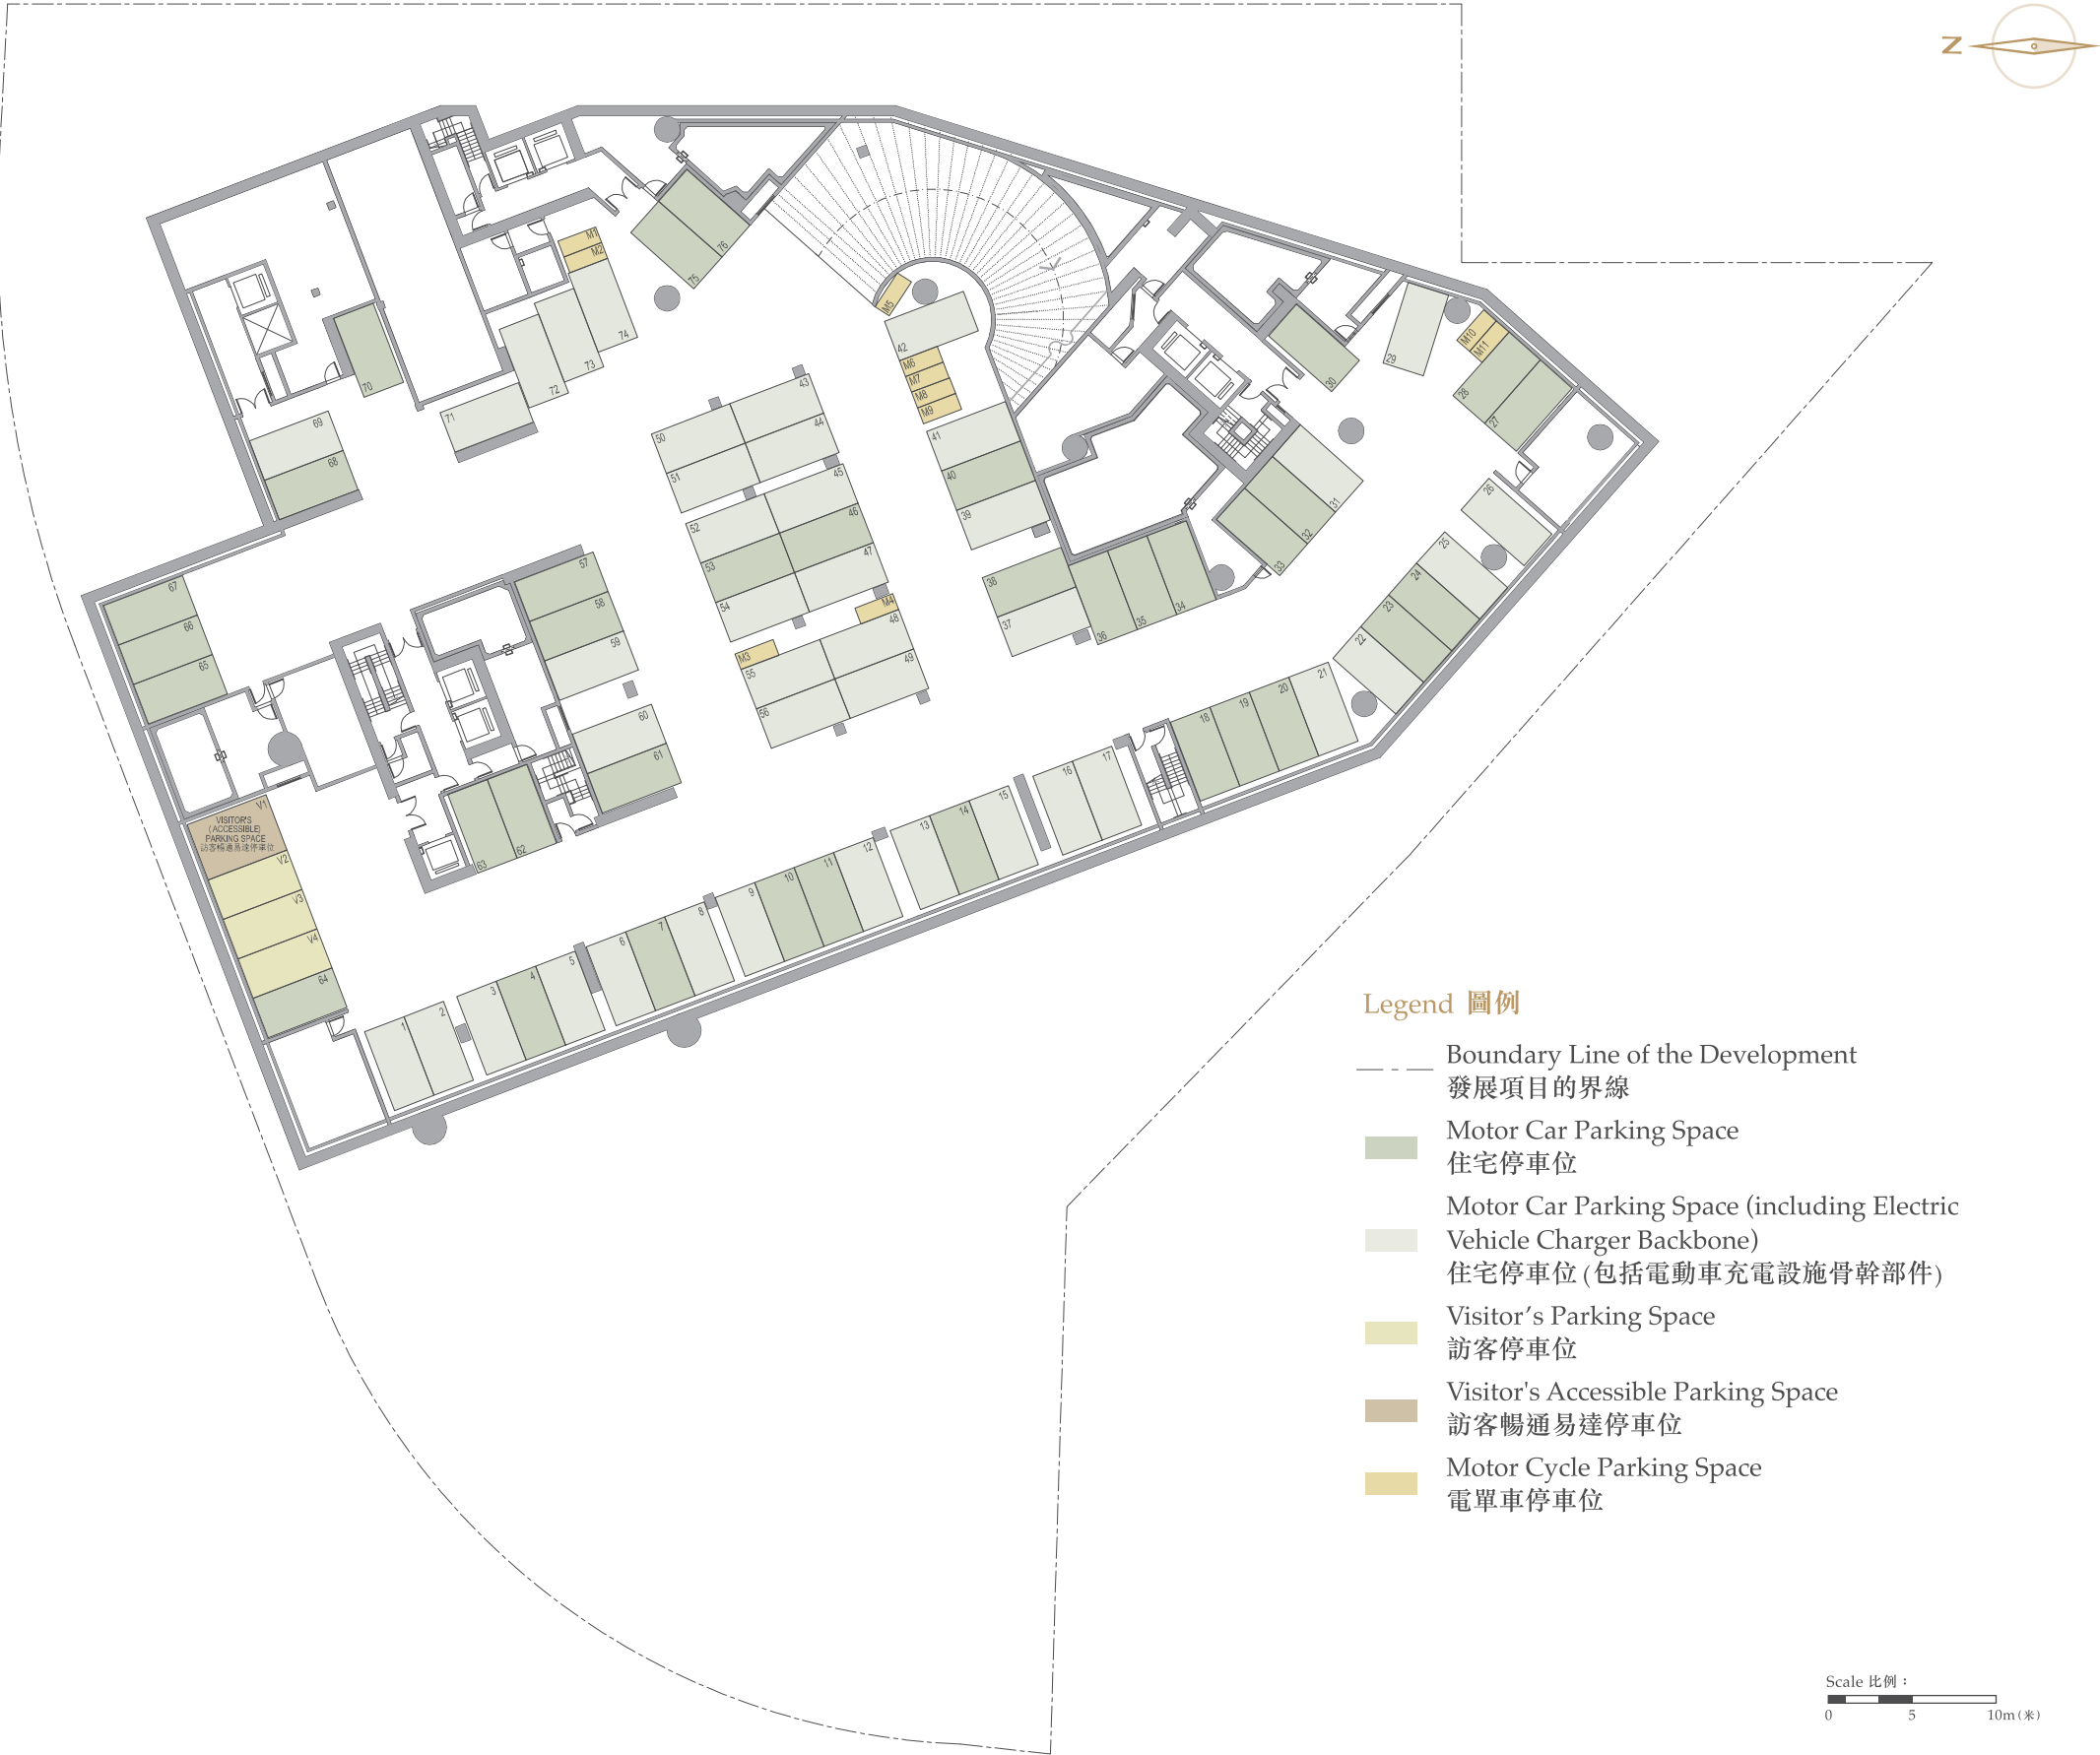 Z
M1
M2
76
75
74
73
72
71
70
69
68
M5
42
M6
M7
M8
M9
41
40
39
38
37
36
35
34
33
32
31
30
29
M10
M11
28
27
26
25
24
23
22
21
20
19
18
17
16
15
14
13
12
11
10
9
8
7
6
5
4
3
2
1
43
44
50
51
45
46
47
52
53
54
M4
48
49
M3
55
56
57
58
59
60
61
62
63
67
66
65
V1
VISITOR'S
(ACCESSIBLE)
PARKING SPACE
訪客暢通易達停車位
V2
V3
V4
64
Legend 圖例
Boundary Line of the Development
發展項目的界線
Motor Car Parking Space
住宅停車位
Motor Car Parking Space (including Electric
Vehicle Charger Backbone)
住宅停車位 (包括電動車充電設施骨幹部件)
Visitor’s Parking Space
訪客停車位
Visitor's Accessible Parking Space
訪客暢通易達停車位
Motor Cycle Parking Space
電單車停車位
Scale 比例：
0 5 10m (米)